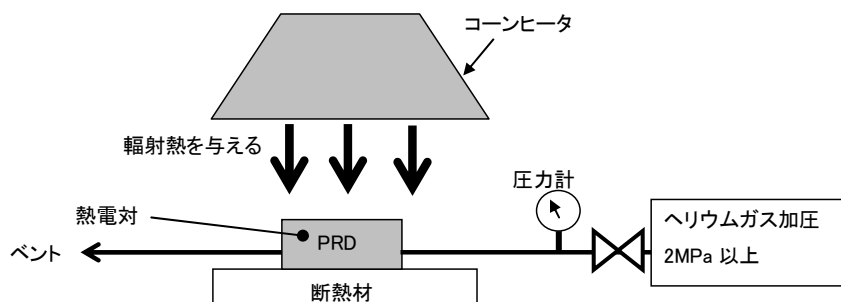 コーンヒータ
輻射熱を与える
圧力計
熱電対
ヘリウムガス加圧
2MPa 以上
ベント
PRD
断熱材